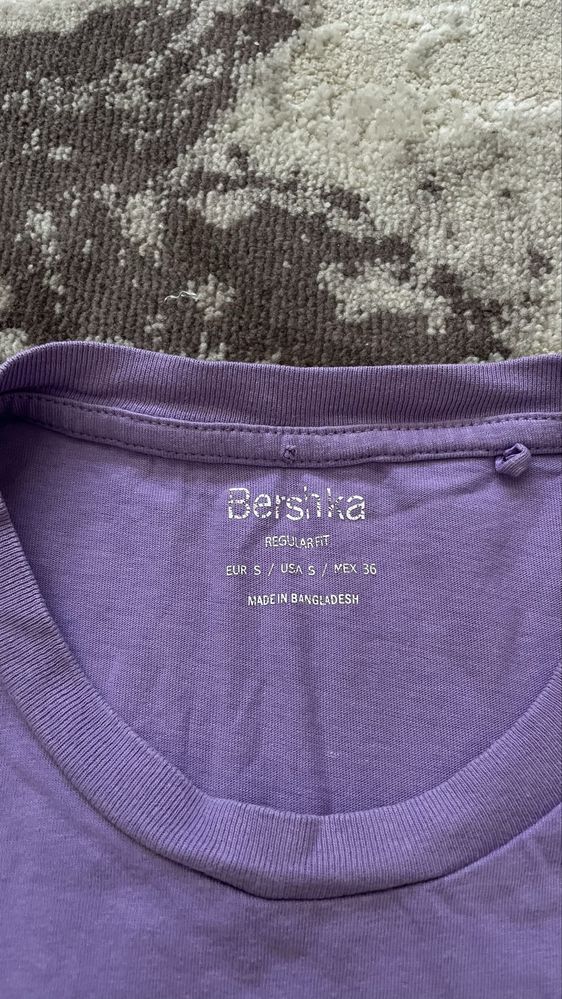 Bershka
REGULAR FIT
EUR S / USA S / MEX 36
MADE IN BANGLADESH